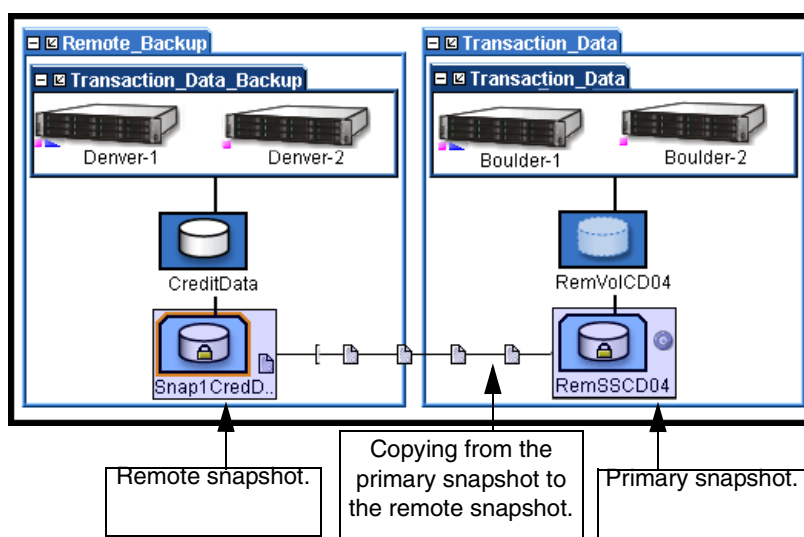 Remote_Backup
Transaction_Data
Transaction_Data_Backup
Transaction_Data
Denver-1
Denver-2
Boulder-1
Boulder-2
CreditData
RemVolCD04
Snap1CredD..
RemSSCD04
Remote snapshot.
Copying from the
primary snapshot to
the remote snapshot.
Primary snapshot.